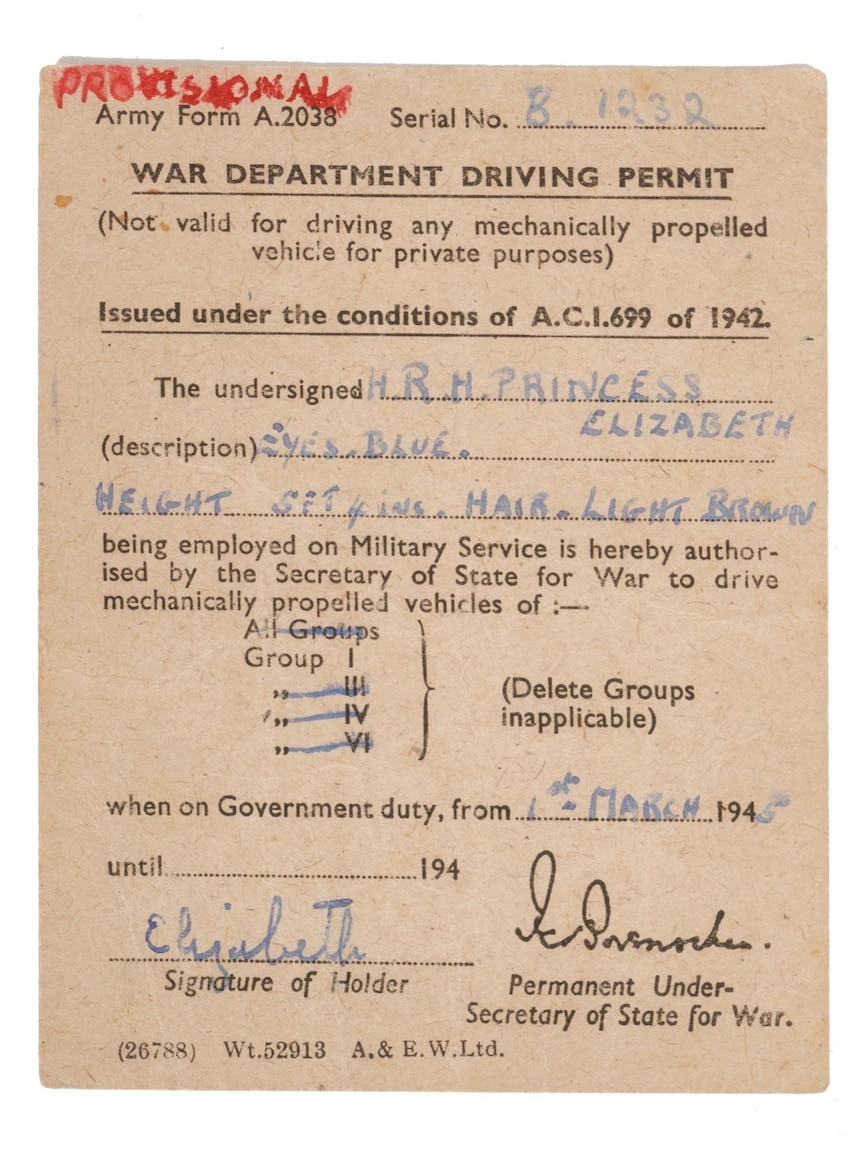 PROVISIONAL
Army Form A.2038 Serial No. B. 1232
WAR DEPARTMENT DRIVING PERMIT
(Not valid for driving any mechanically propelled
vehicle for private purposes)
Issued under the conditions of A.C.I.699 of 1942.
The undersigned H.R.H. PRINCESS
ELIZABETH
(description) EYES. BLUE.
HEIGHT 5FT 4 ins. HAIR. LIGHT BROWN
being employed on Military Service is hereby author-
ised by the Secretary of State for War to drive
mechanically propelled vehicles of :—
All Groups
Group I
„ III
„ IV
„ VI
(Delete Groups
inapplicable)
when on Government duty, from 1st MARCH 1945
until 194
Elizabeth
Signature of Holder
Permanent Under-
Secretary of State for War.
(26788) Wt.52913 A. & E.W.Ltd.